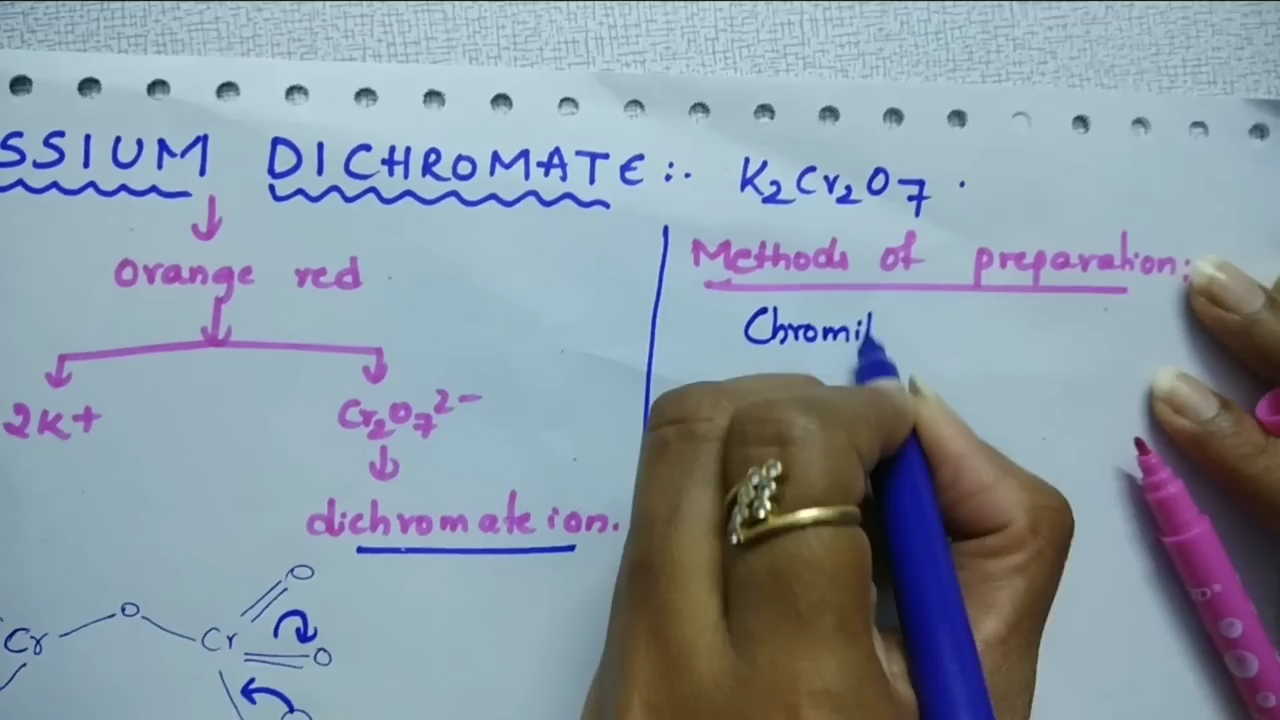 SSIUM DICHROMATE:- K2Cr2O7.
Orange red
2K+
Cr2O7 2-
dichromate ion.
O
Cr O Cr O
Methods of preparation:
Chromi